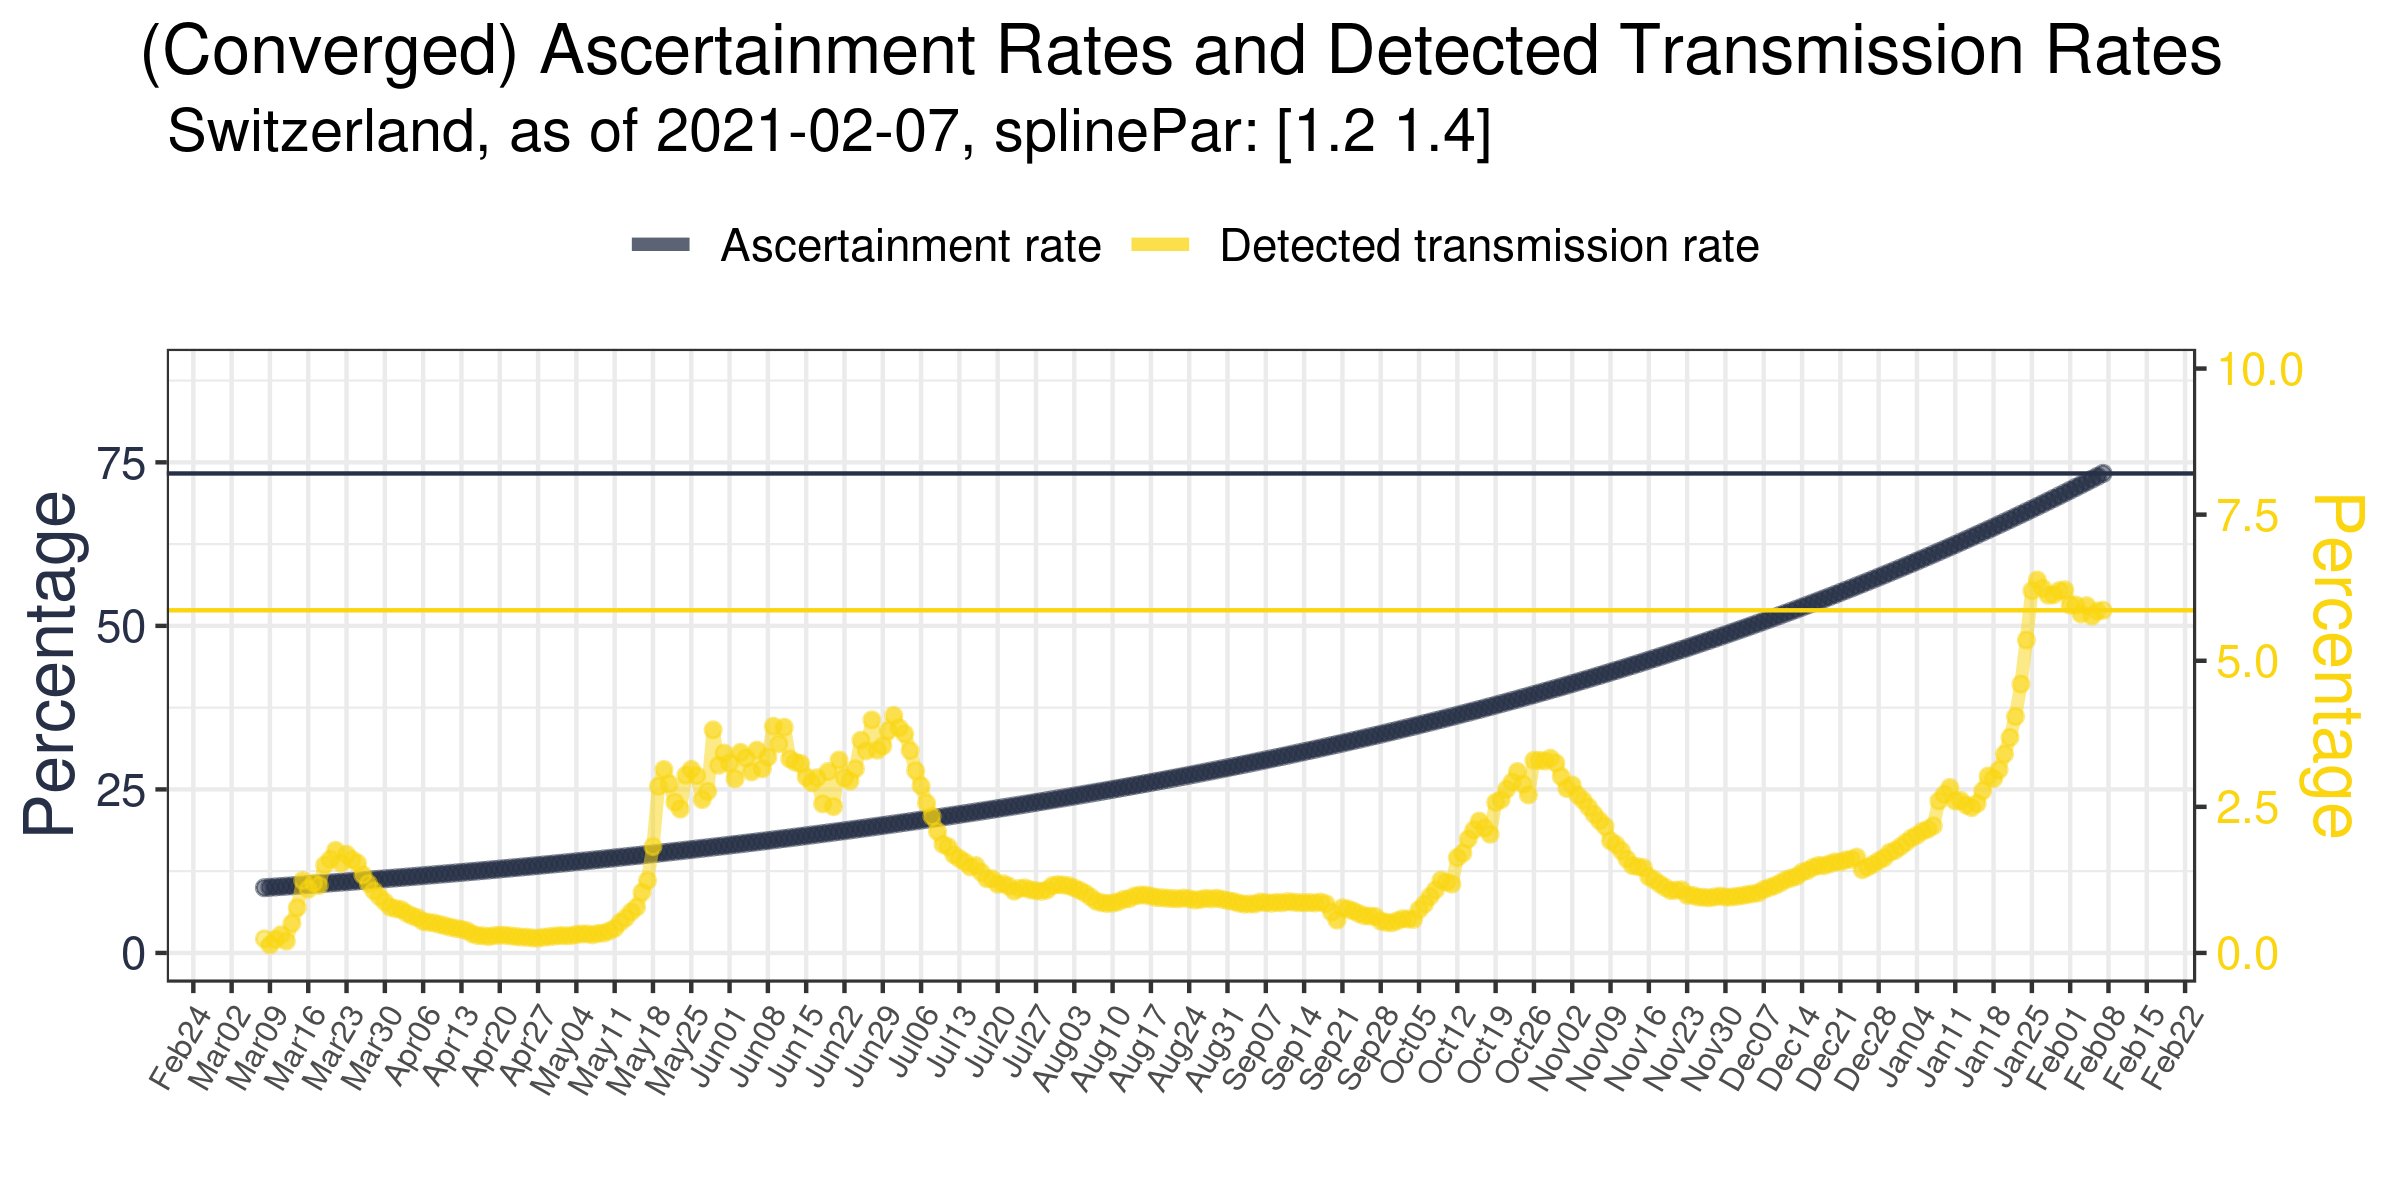 (Converged) Ascertainment Rates and Detected Transmission Rates
Switzerland, as of 2021-02-07, splinePar: [1.2 1.4]
Ascertainment rate
Detected transmission rate
Percentage
75
50
25
0
10.0
7.5
5.0
2.5
0.0
Percentage
Feb24
Mar02
Mar09
Mar16
Mar23
Mar30
Apr06
Apr13
Apr20
Apr27
May04
May11
May18
May25
Jun01
Jun08
Jun15
Jun22
Jun29
Jul06
Jul13
Jul20
Jul27
Aug03
Aug10
Aug17
Aug24
Aug31
Sep07
Sep14
Sep21
Sep28
Oct05
Oct12
Oct19
Oct26
Nov02
Nov09
Nov16
Nov23
Nov30
Dec07
Dec14
Dec21
Dec28
Jan04
Jan11
Jan18
Jan25
Feb01
Feb08
Feb15
Feb22